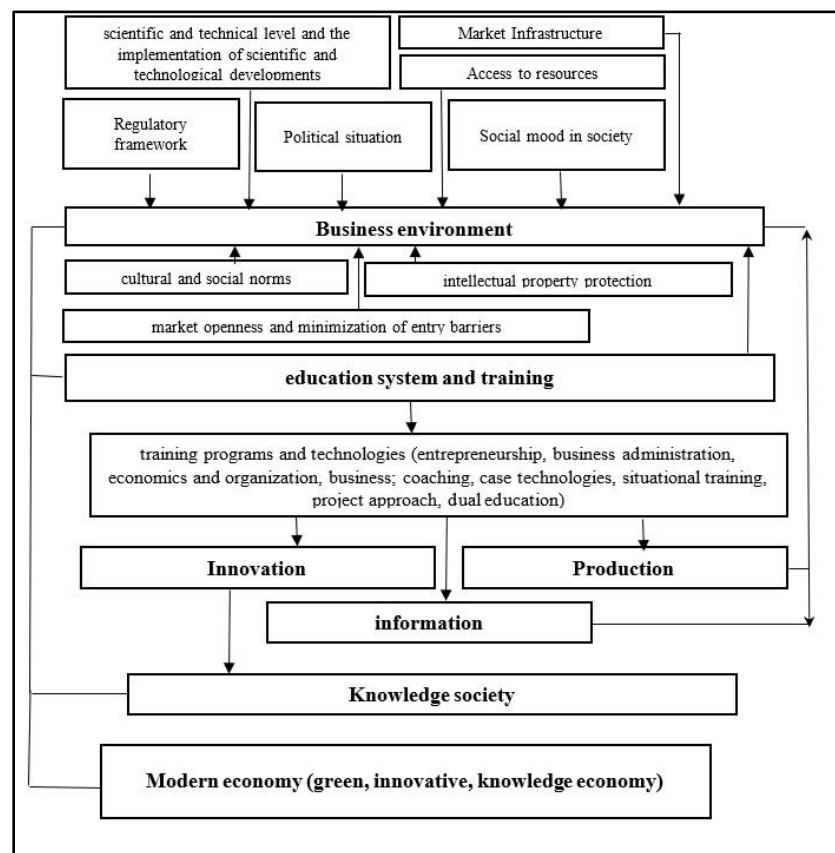 scientific and technical level and the
implementation of scientific and
technological developments
Market Infrastructure
Access to resources
Regulatory
framework
Political situation
Social mood in society
Business environment
cultural and social norms
intellectual property protection
market openness and minimization of entry barriers
education system and training
training programs and technologies (entrepreneurship, business administration,
economics and organization, business; coaching, case technologies, situational training,
project approach, dual education)
Innovation
Production
information
Knowledge society
Modern economy (green, innovative, knowledge economy)